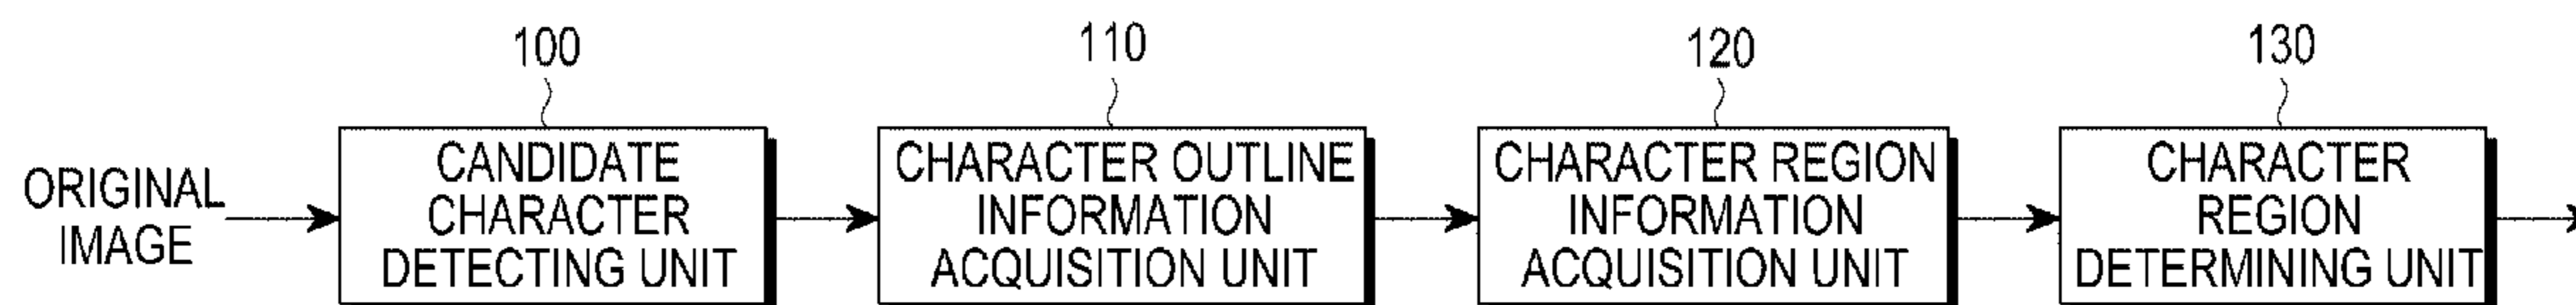 100
110
120
130
ORIGINAL
IMAGE
CANDIDATE
CHARACTER
DETECTING UNIT
CHARACTER OUTLINE
INFORMATION
ACQUISITION UNIT
CHARACTER REGION
INFORMATION
ACQUISITION UNIT
CHARACTER
REGION
DETERMINING UNIT